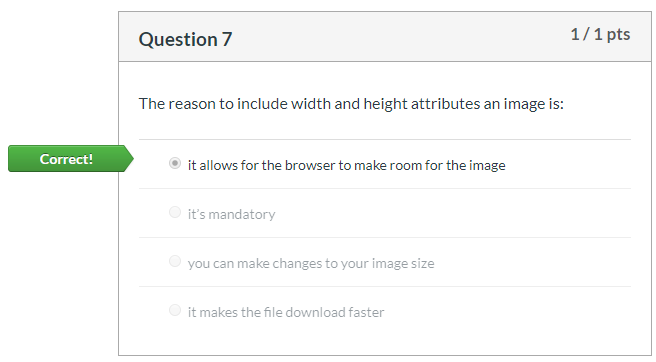 Question 7
1 / 1 pts
The reason to include width and height attributes an image is:
Correct!
it allows for the browser to make room for the image
it's mandatory
you can make changes to your image size
it makes the file download faster